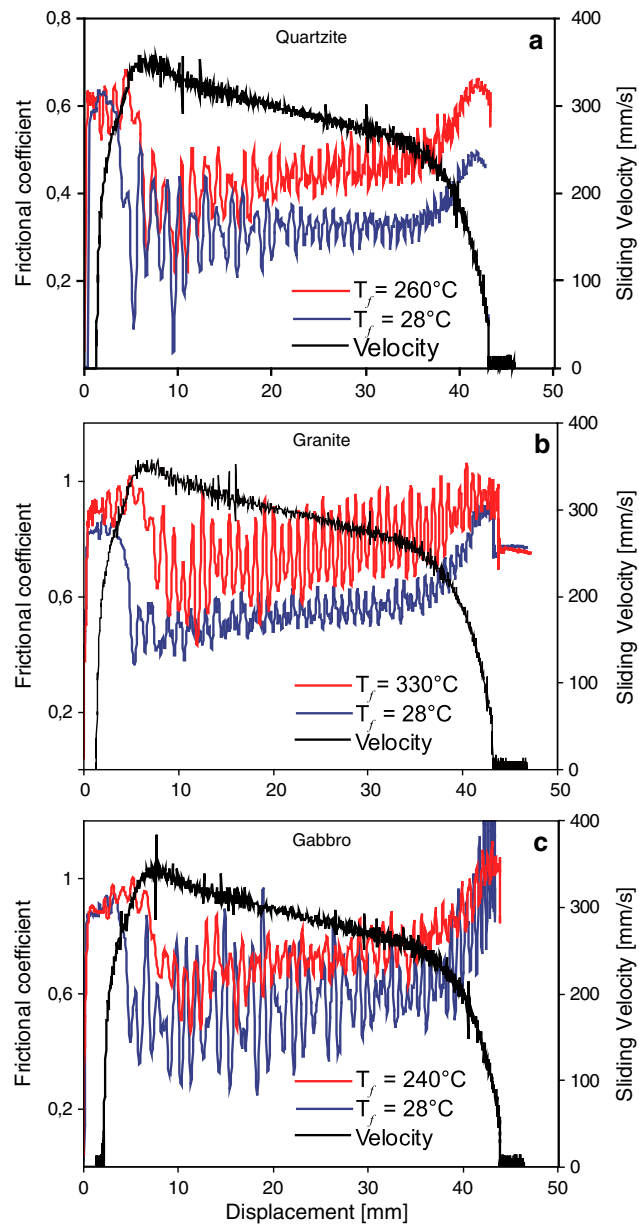 a
Quartzite
0,8
0,6
0,4
0,2
Frictional coefficient
400
300
200
100
0
Sliding Velocity [mm/s]
T_f = 260°C
T_f = 28°C
Velocity
0 10 20 30 40 50
b
Granite
1
0,6
0,2
Frictional coefficient
400
300
200
100
0
Sliding Velocity [mm/s]
T_f = 330°C
T_f = 28°C
Velocity
0 10 20 30 40 50
c
Gabbro
1
0,6
0,2
Frictional coefficient
400
300
200
100
0
Sliding Velocity [mm/s]
T_f = 240°C
T_f = 28°C
Velocity
0 10 20 30 40 50
Displacement [mm]